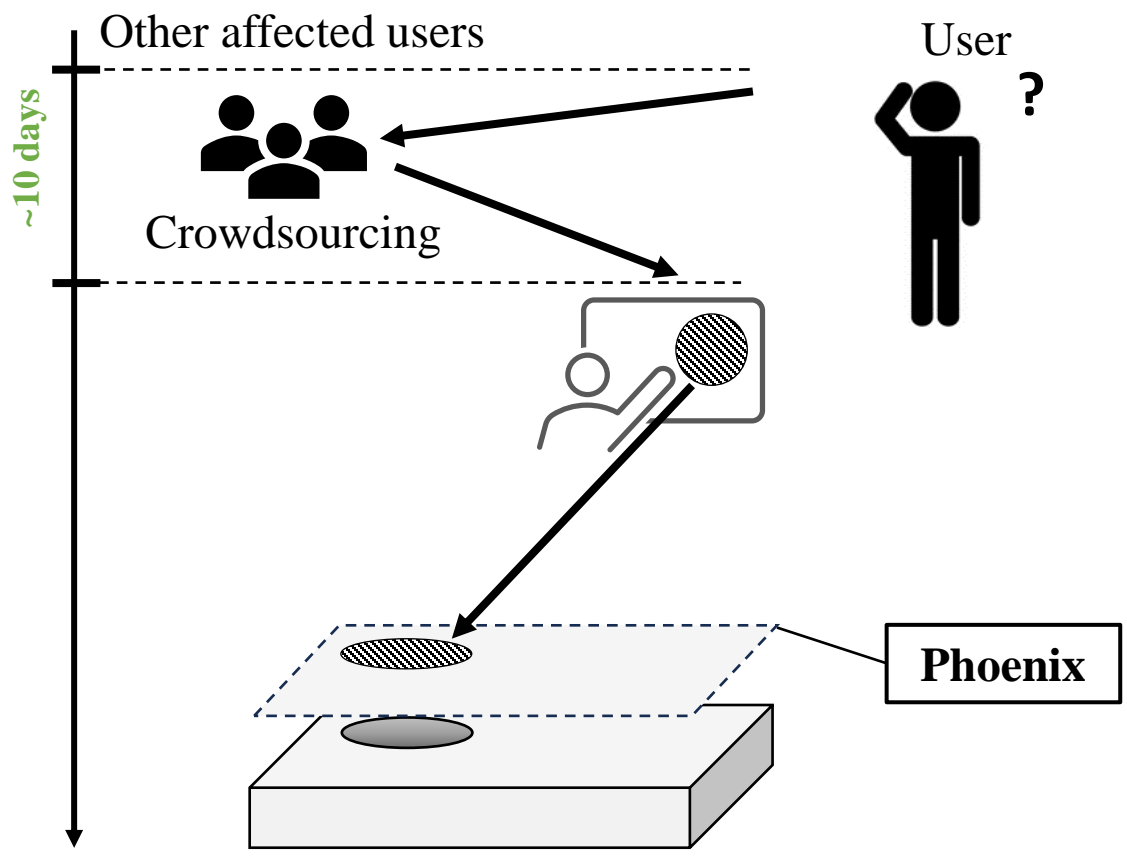 Other affected users
User
?
~10 days
Crowdsourcing
Phoenix